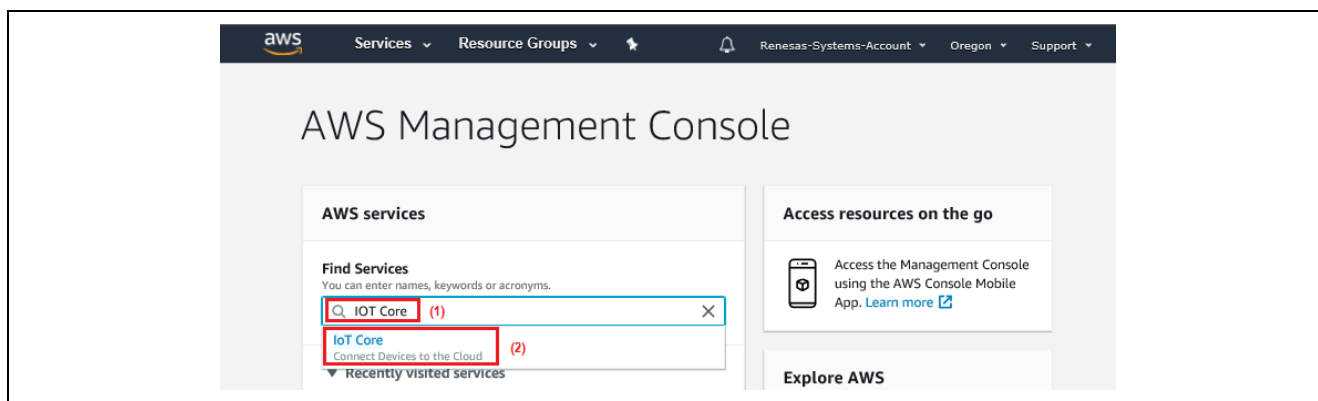 aws Services Resource Groups Renesas-Systems-Account Oregon Support
AWS Management Console
AWS services
Find Services
You can enter names, keywords or acronyms.
IOT Core (1)
IoT Core
Connect Devices to the Cloud (2)
Recently visited services
Access resources on the go
Access the Management Console
using the AWS Console Mobile
App. Learn more
Explore AWS